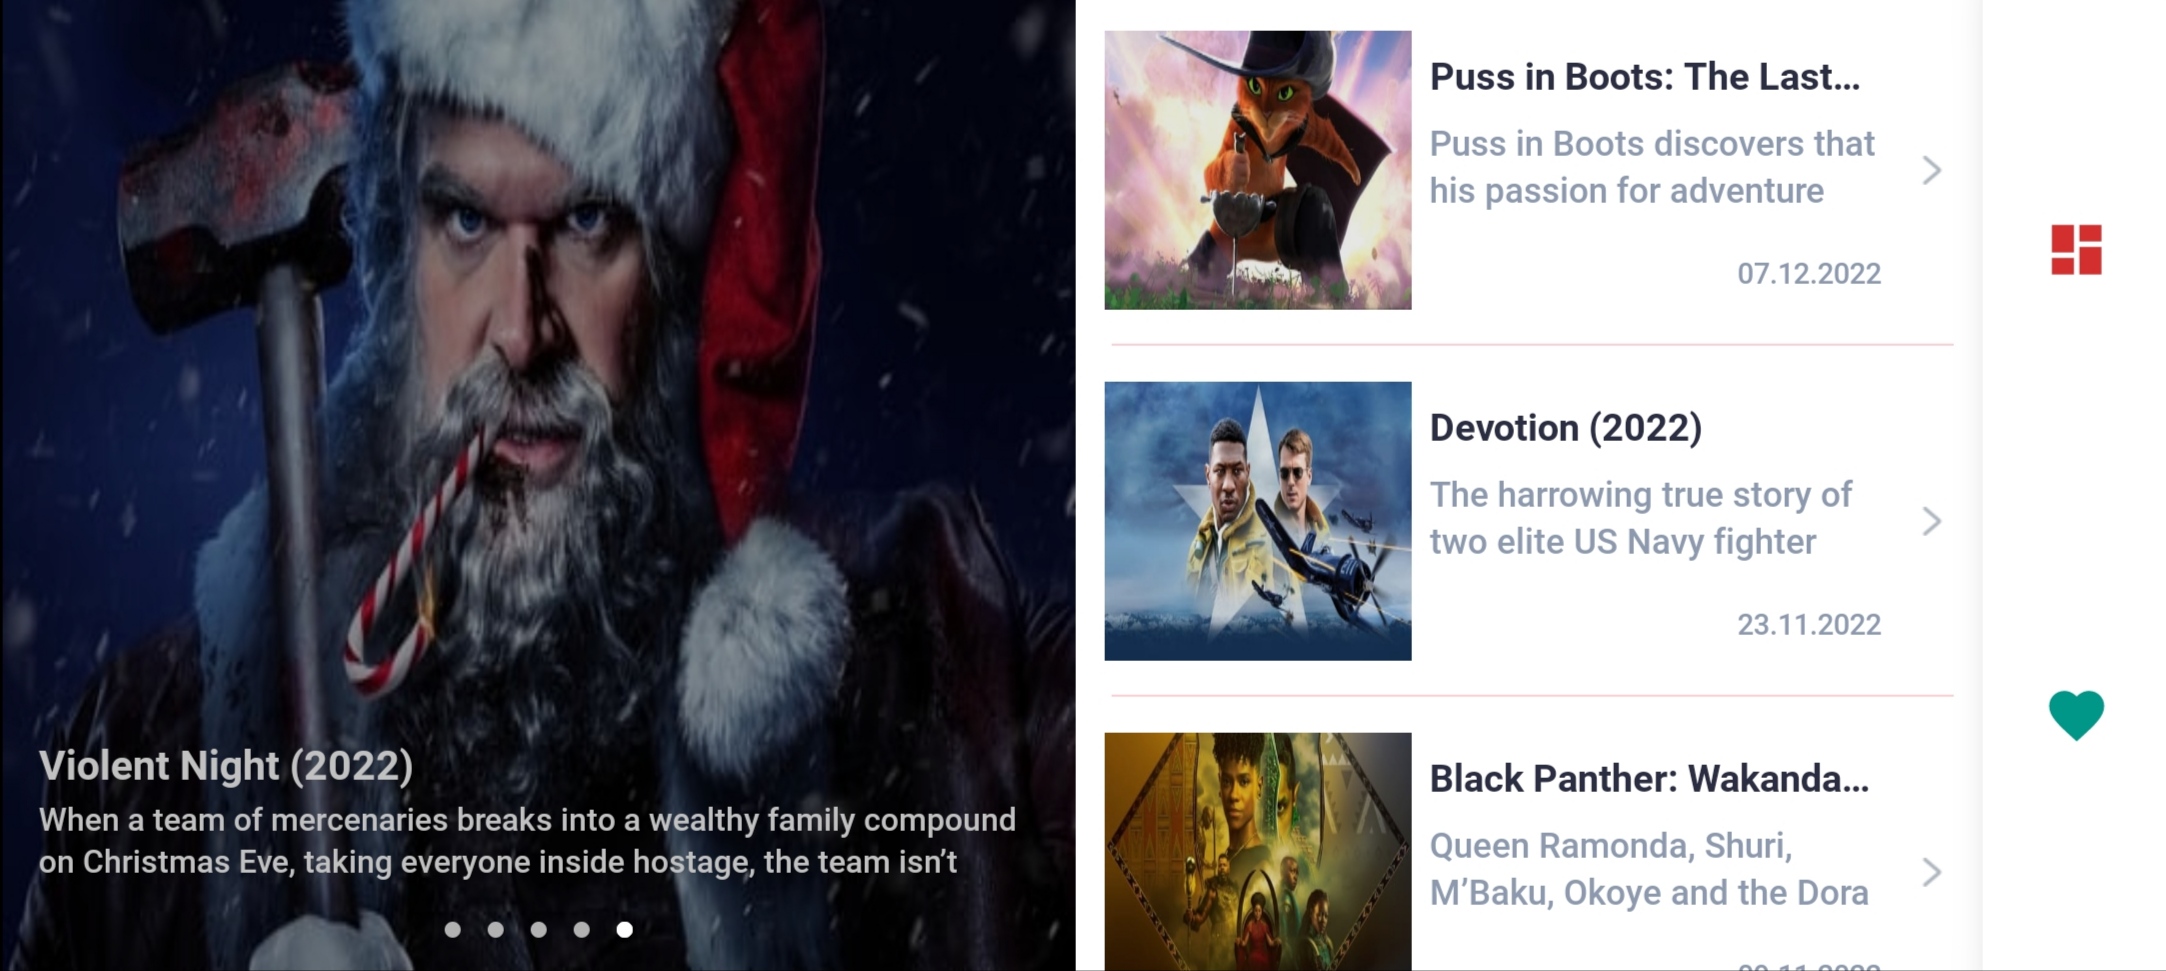 Violent Night (2022)
When a team of mercenaries breaks into a wealthy family compound
on Christmas Eve, taking everyone inside hostage, the team isn’t
Puss in Boots: The Last...
Puss in Boots discovers that
his passion for adventure
07.12.2022
Devotion (2022)
The harrowing true story of
two elite US Navy fighter
23.11.2022
Black Panther: Wakanda...
Queen Ramonda, Shuri,
M’Baku, Okoye and the Dora